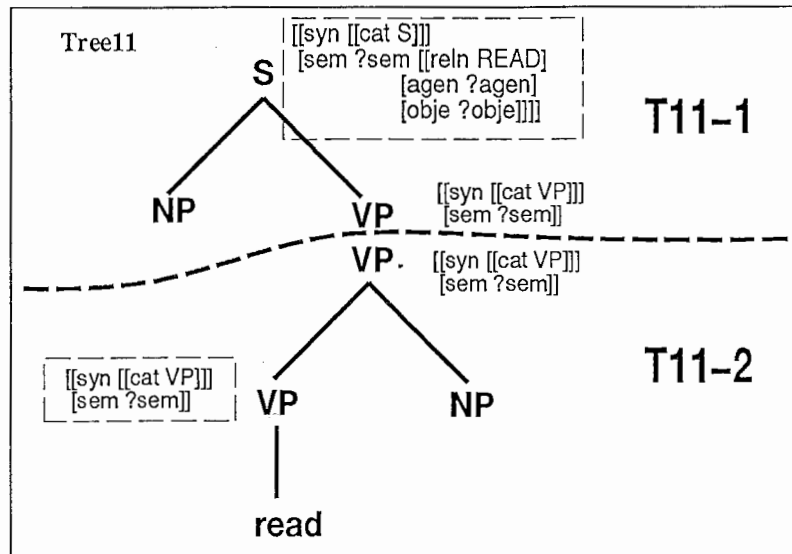 Tree11
[[syn [[cat S]]]
[sem ?sem [[reln READ]
[agen ?agen]
[obje ?obje]]]]
S
T11-1
NP
VP
[[syn [[cat VP]]]
[sem ?sem]]
VP.
[[syn [[cat VP]]]
[sem ?sem]]
T11-2
[[syn [[cat VP]]]
[sem ?sem]]
VP
NP
read